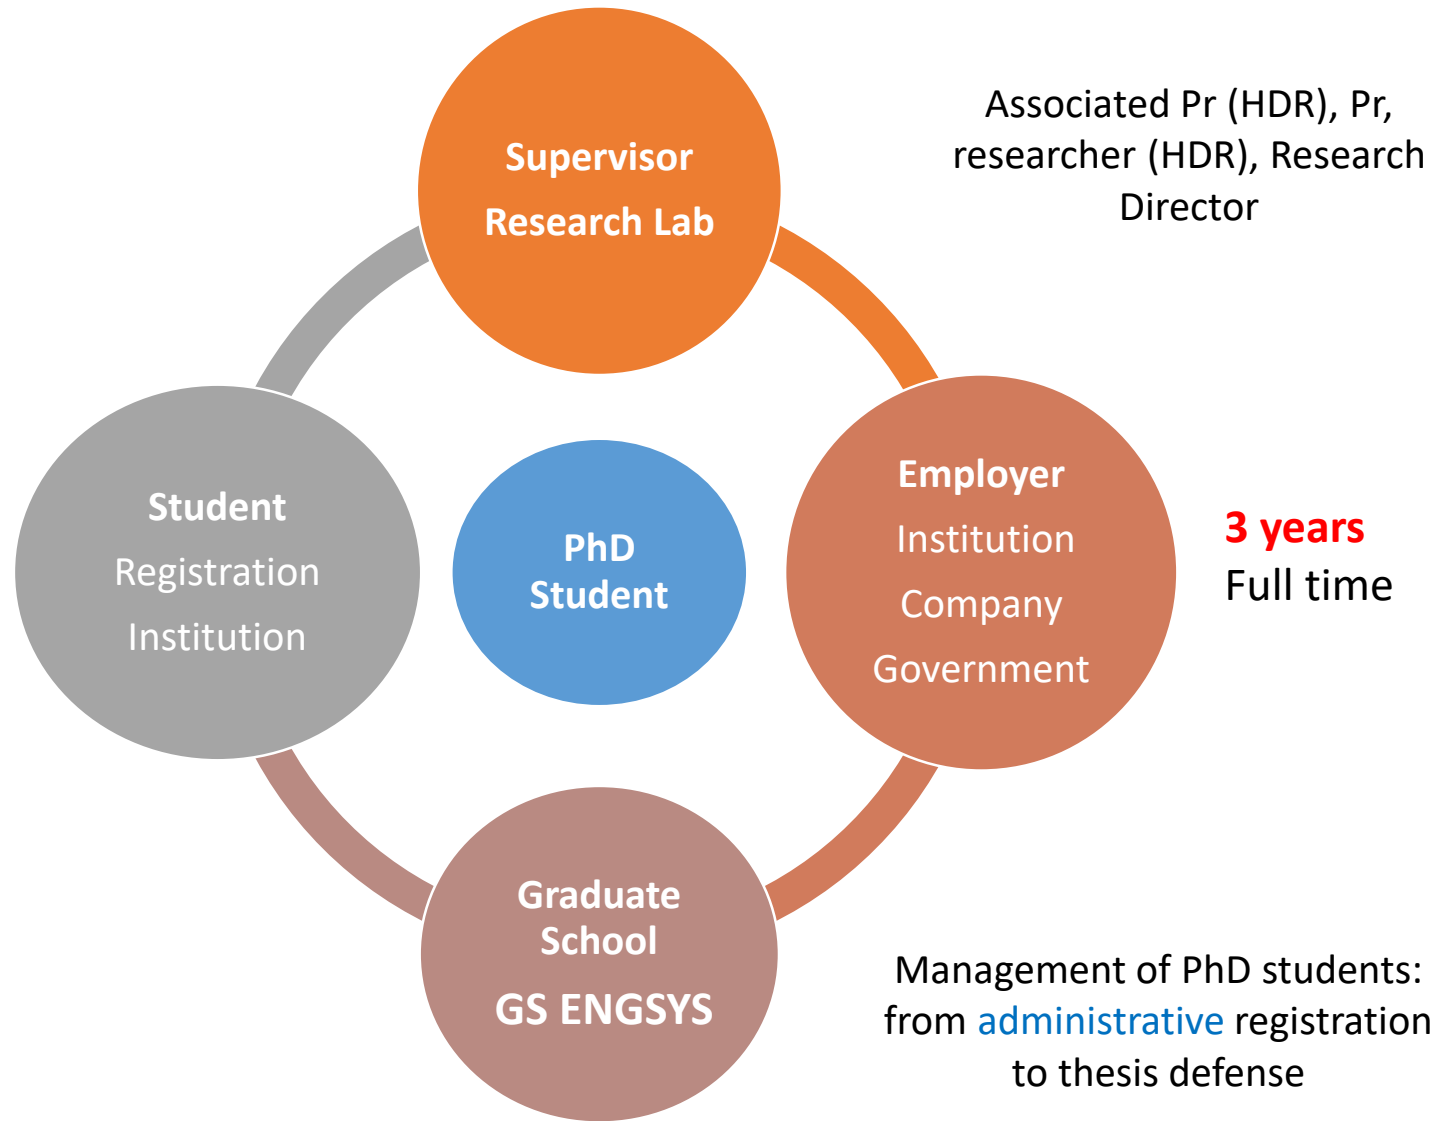 Supervisor
Research Lab
Associated Pr (HDR), Pr,
researcher (HDR), Research
Director
Student
Registration
Institution
PhD
Student
Employer
Institution
Company
Government
3 years
Full time
Graduate
School
GS ENGSYS
Management of PhD students:
from administrative registration
to thesis defense